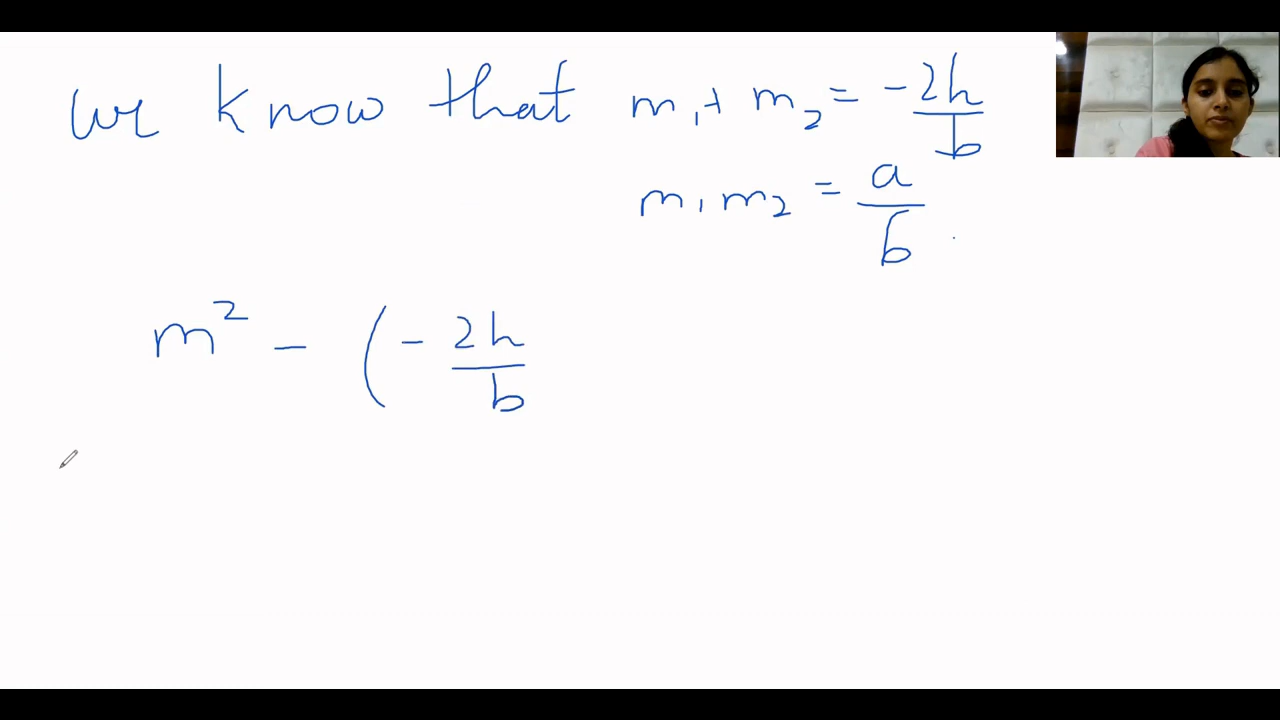 we know that m₁ + m₂ = -2h/b
m₁m₂ = a/b
m² - (-2h/b